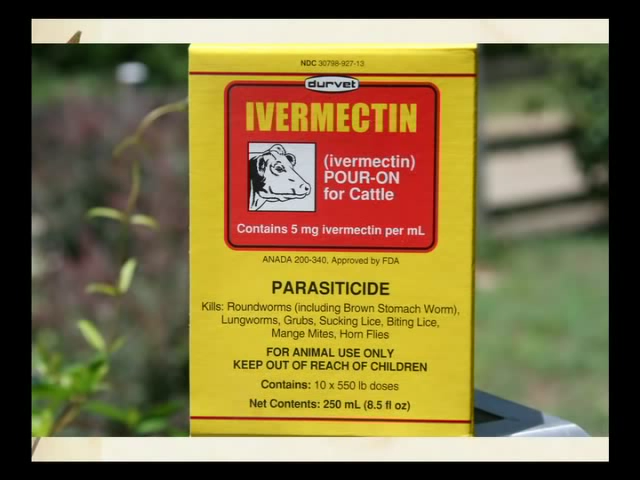 NDC 30798-927-13
durvet
IVERMECTIN
(ivermectin)
POUR-ON
for Cattle
Contains 5 mg ivermectin per mL
ANADA 200-340, Approved by FDA
PARASITICIDE
Kills: Roundworms (including Brown Stomach Worm),
Lungworms, Grubs, Sucking Lice, Biting Lice,
Mange Mites, Horn Flies
FOR ANIMAL USE ONLY
KEEP OUT OF REACH OF CHILDREN
Contains: 10 x 550 lb doses
Net Contents: 250 mL (8.5 fl oz)